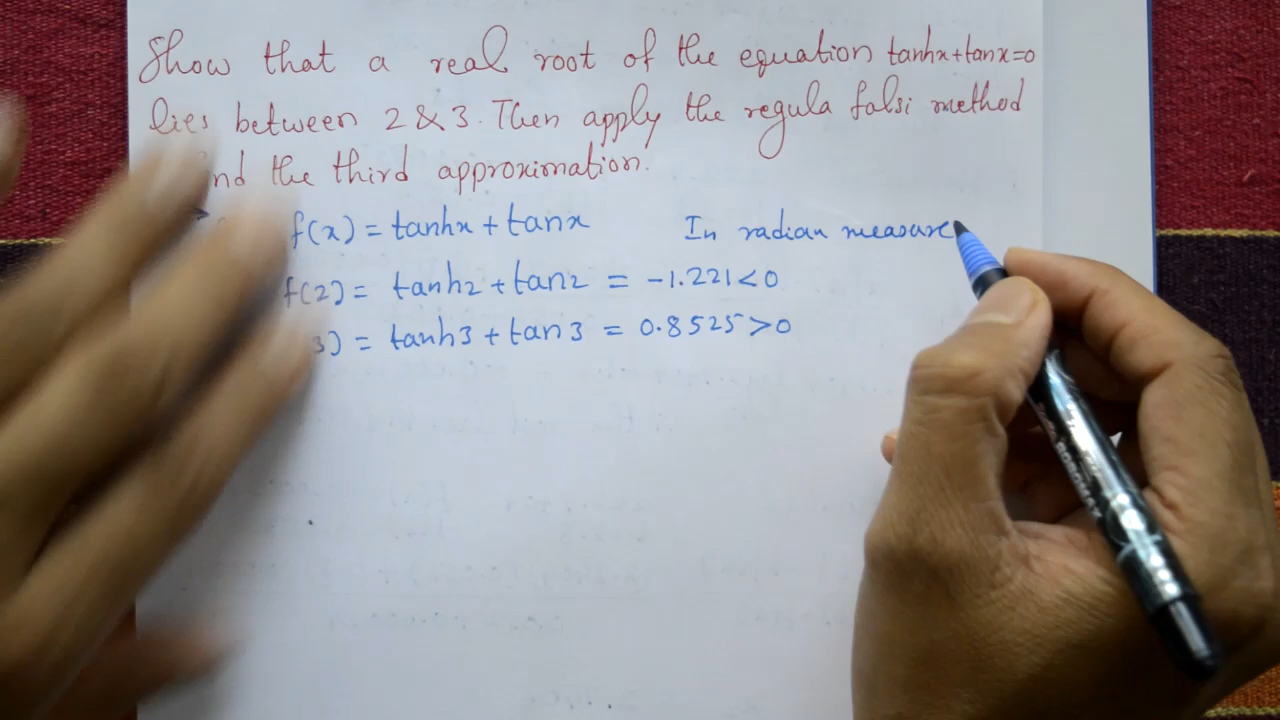 Show that a real root of the equation tanhx+tanx=0
lies between 2 & 3. Then apply the regula falsi method
the third approximation.
f(x) = tanhx + tanx In radian measure
f(2) = tanh2 + tan2 = -1.221 < 0
3) = tanh3 + tan 3 = 0.8525 > 0